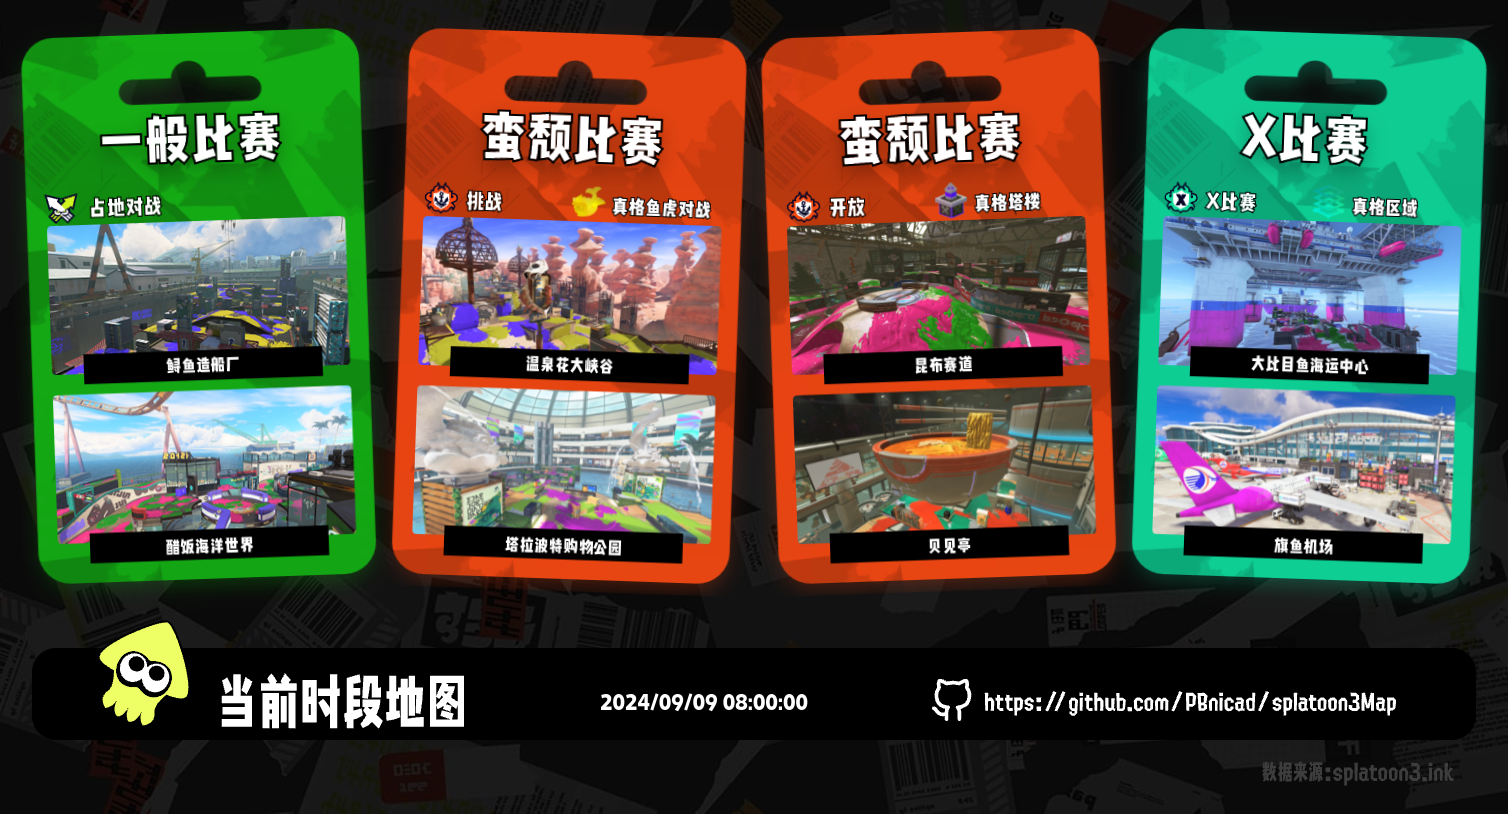 一般比赛
占地对战
鲟鱼造船厂
醋饭海洋世界
蛮颓比赛
挑战
真格鱼虎对战
温泉花大峡谷
塔拉波特购物公园
蛮颓比赛
开放
真格塔楼
昆布赛道
贝见亭
X比赛
X比赛
真格区域
大比目鱼海运中心
旗鱼机场
当前时段地图
2024/09/09 08:00:00
https://github.com/PBnicad/splatoon3Map
数据来源:splatoon3.ink